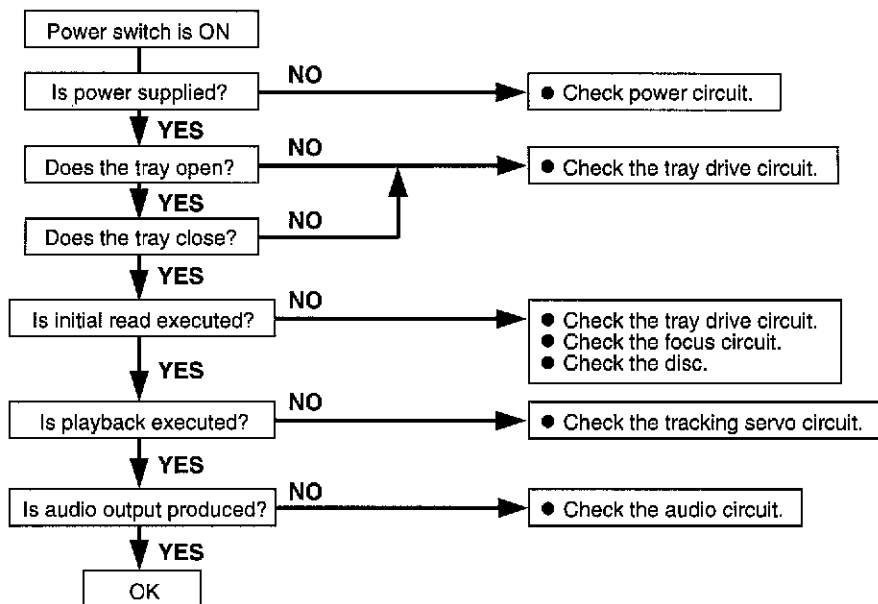 Power switch is ON
Is power supplied?
NO
● Check power circuit.
YES
Does the tray open?
NO
● Check the tray drive circuit.
YES
Does the tray close?
NO
YES
Is initial read executed?
NO
● Check the tray drive circuit.
● Check the focus circuit.
● Check the disc.
YES
Is playback executed?
NO
● Check the tracking servo circuit.
YES
Is audio output produced?
NO
● Check the audio circuit.
YES
OK